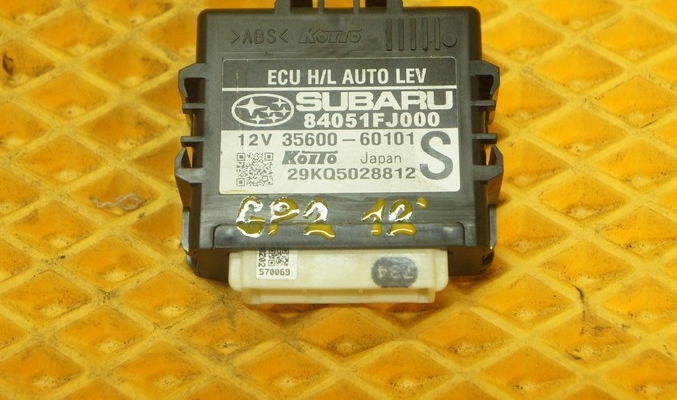 >ABS< KOITO
ECU H/L AUTO LEV
SUBARU
84051FJ000
12V 35600-60101
KOITO Japan S
29KQ5028812
GP2 12'
570069
734